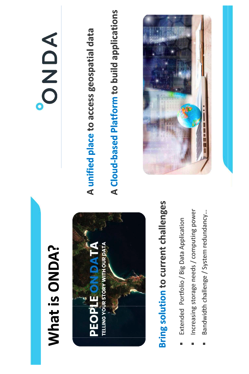 What is ONDA?
ONDA
PEOPLE ON DATA
TELLING YOUR STORY WITH OUR DATA
A unified place to access geospatial data
A Cloud-based Platform to build applications
Bring solution to current challenges
• Extended Portfolio / Big Data Application
• Increasing storage needs / computing power
• Bandwidth challenge / System redundancy...